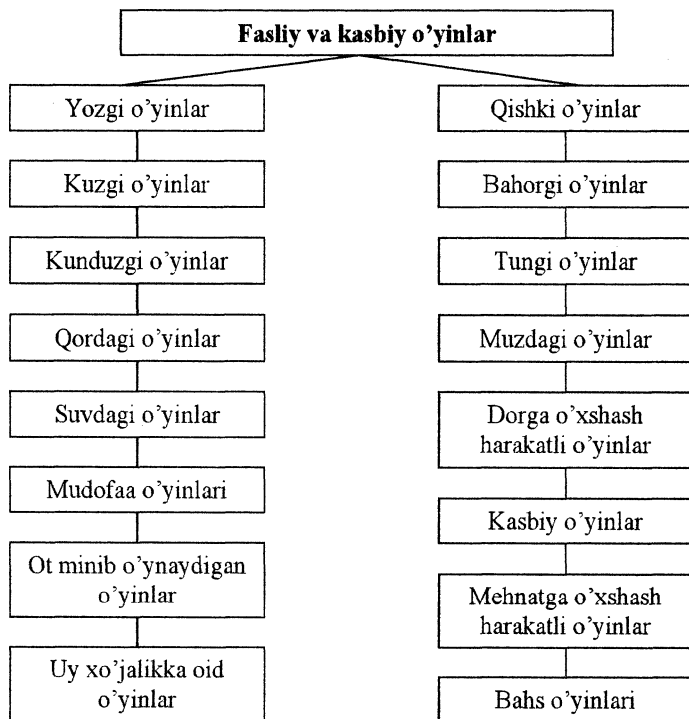 Fasliy va kasbiy o’yinlar
Yozgi o’yinlar
Kuzgi o’yinlar
Kunduzgi o’yinlar
Qordagi o’yinlar
Suvdagi o’yinlar
Mudofaa o’yinlari
Ot minib o’ynaydigan
o’yinlar
Uy xo’jalikka oid
o’yinlar
Qishki o’yinlar
Bahorgi o’yinlar
Tungi o’yinlar
Muzdagi o’yinlar
Dorga o’xshash
harakatli o’yinlar
Kasbiy o’yinlar
Mehnatga o’xshash
harakatli o’yinlar
Bahs o’yinlari